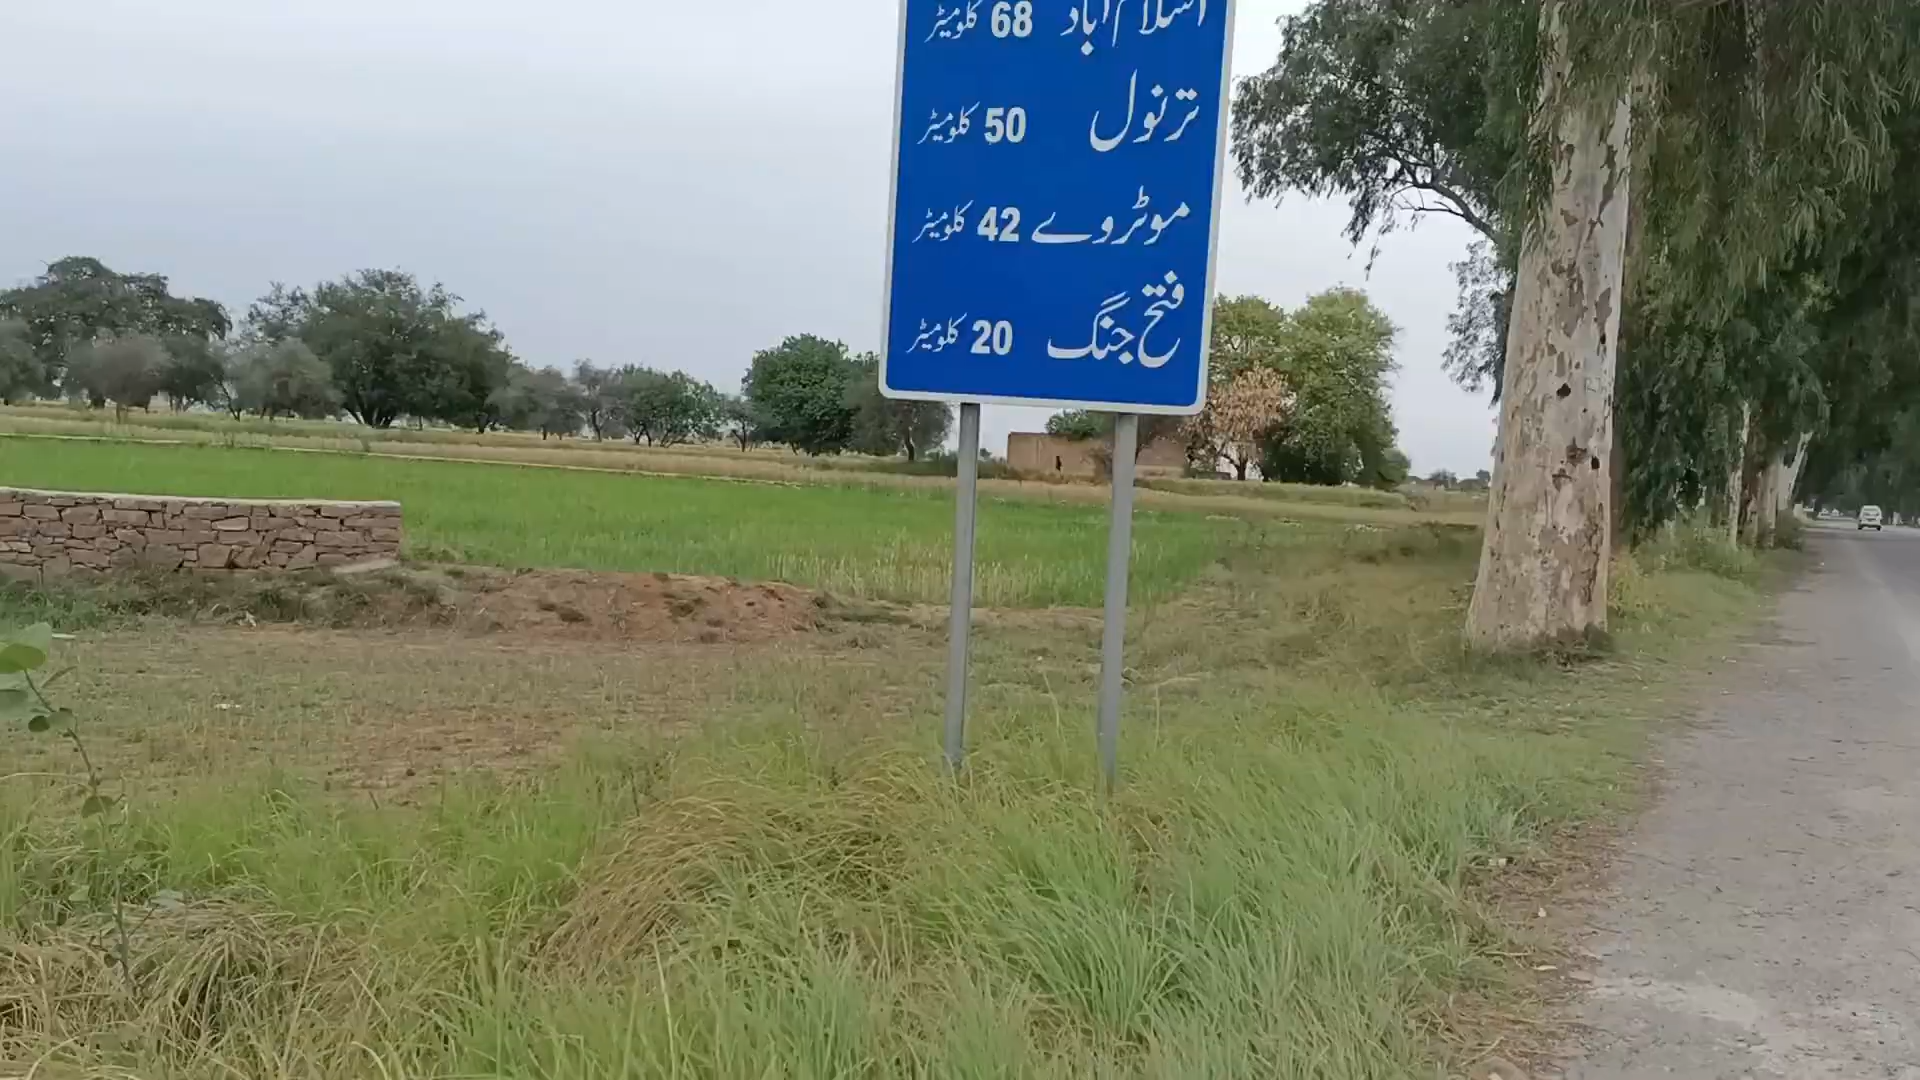 اسلام آباد 68 کلومیٹر
ترنول 50 کلومیٹر
موٹروے 42 کلومیٹر
فتح جنگ 20 کلومیٹر